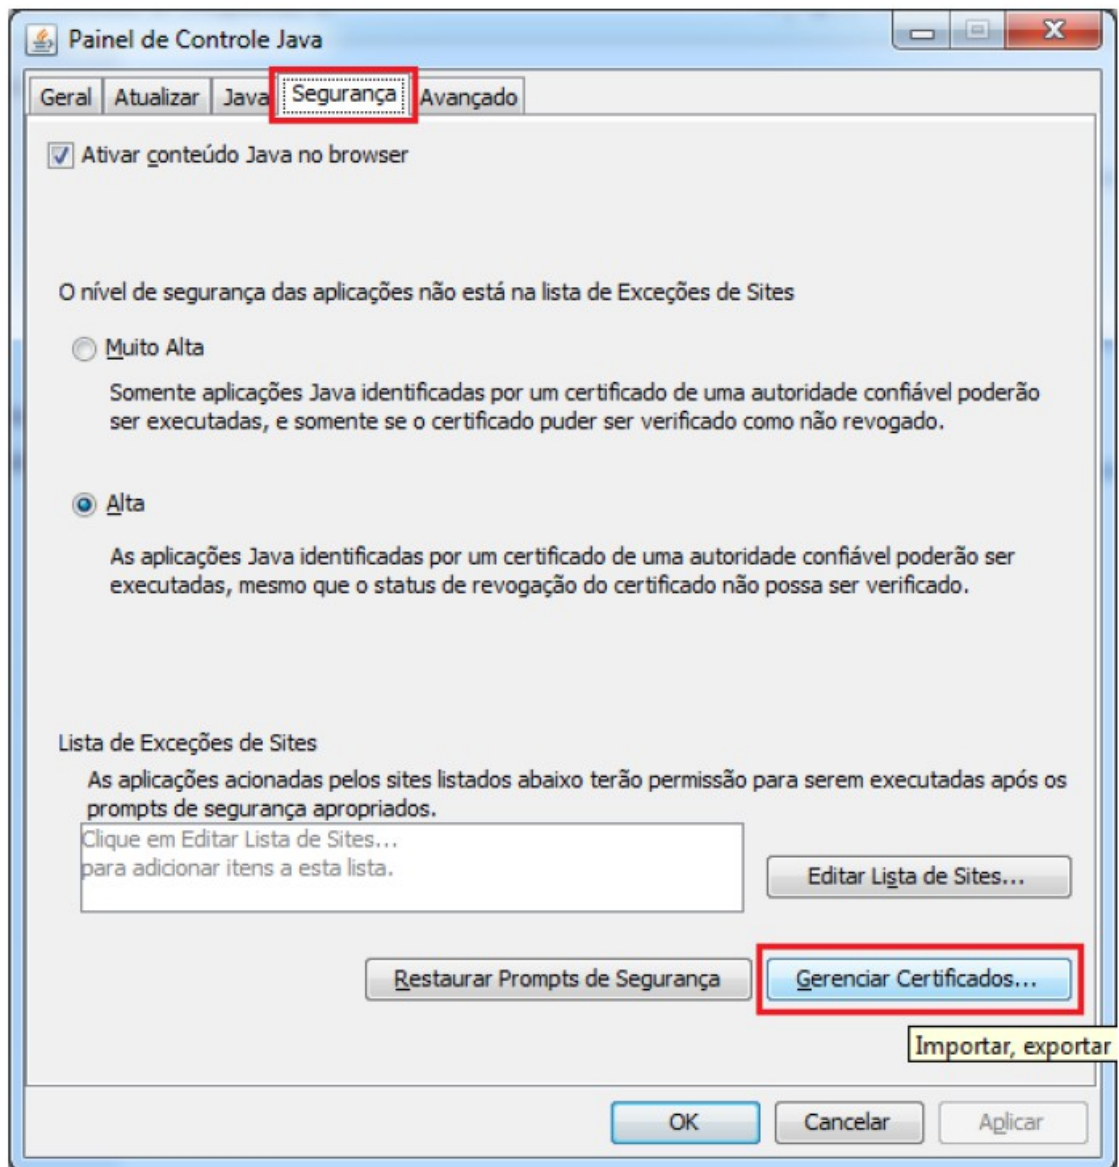 Painel de Controle Java
Geral Atualizar Java Segurança Avançado
Ativar conteúdo Java no browser
O nível de segurança das aplicações não está na lista de Exceções de Sites
Muito Alta
Somente aplicações Java identificadas por um certificado de uma autoridade confiável poderão
ser executadas, e somente se o certificado puder ser verificado como não revogado.
Alta
As aplicações Java identificadas por um certificado de uma autoridade confiável poderão ser
executadas, mesmo que o status de revogação do certificado não possa ser verificado.
Lista de Exceções de Sites
As aplicações acionadas pelos sites listados abaixo terão permissão para serem executadas após os
prompts de segurança apropriados.
Clique em Editar Lista de Sites...
para adicionar itens a esta lista.
Editar Lista de Sites...
Restaurar Prompts de Segurança Gerenciar Certificados...
Importar, exportar
OK Cancelar Aplicar